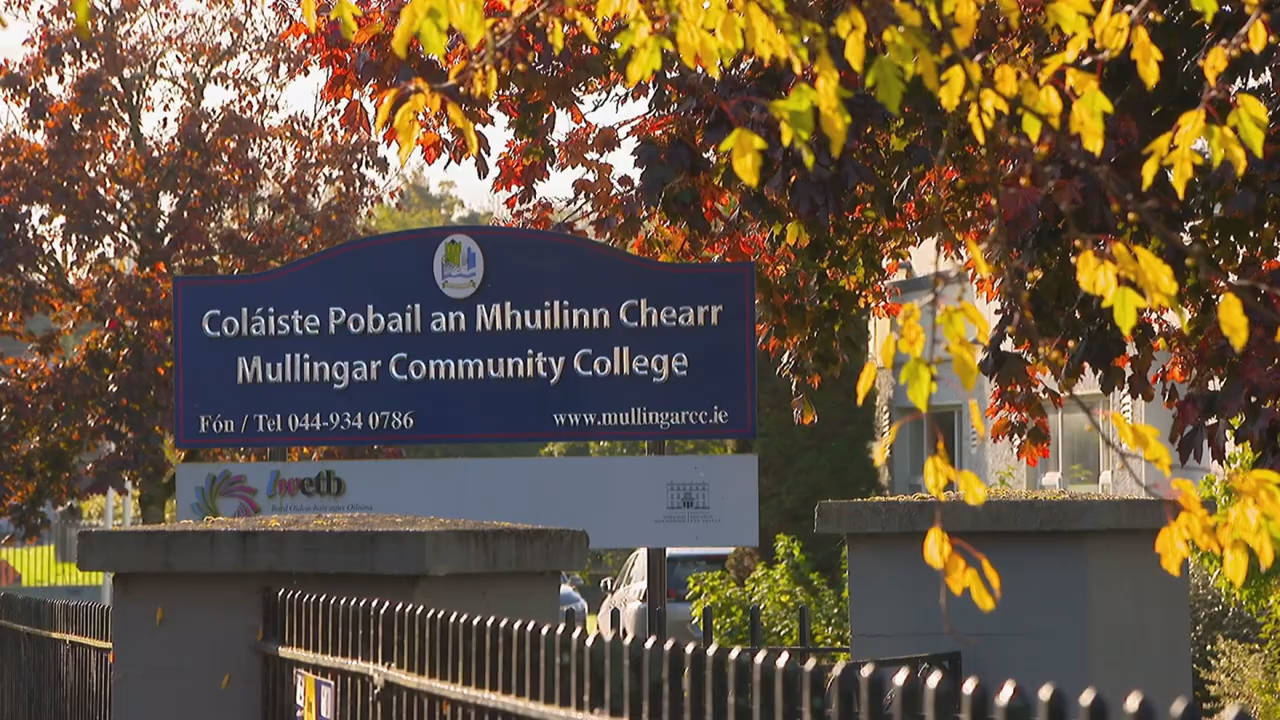 Coláiste Pobail an Mhuilinn Chearr
Mullingar Community College
Fón / Tel 044-934 0786
www.mullingarcc.ie
lwetb